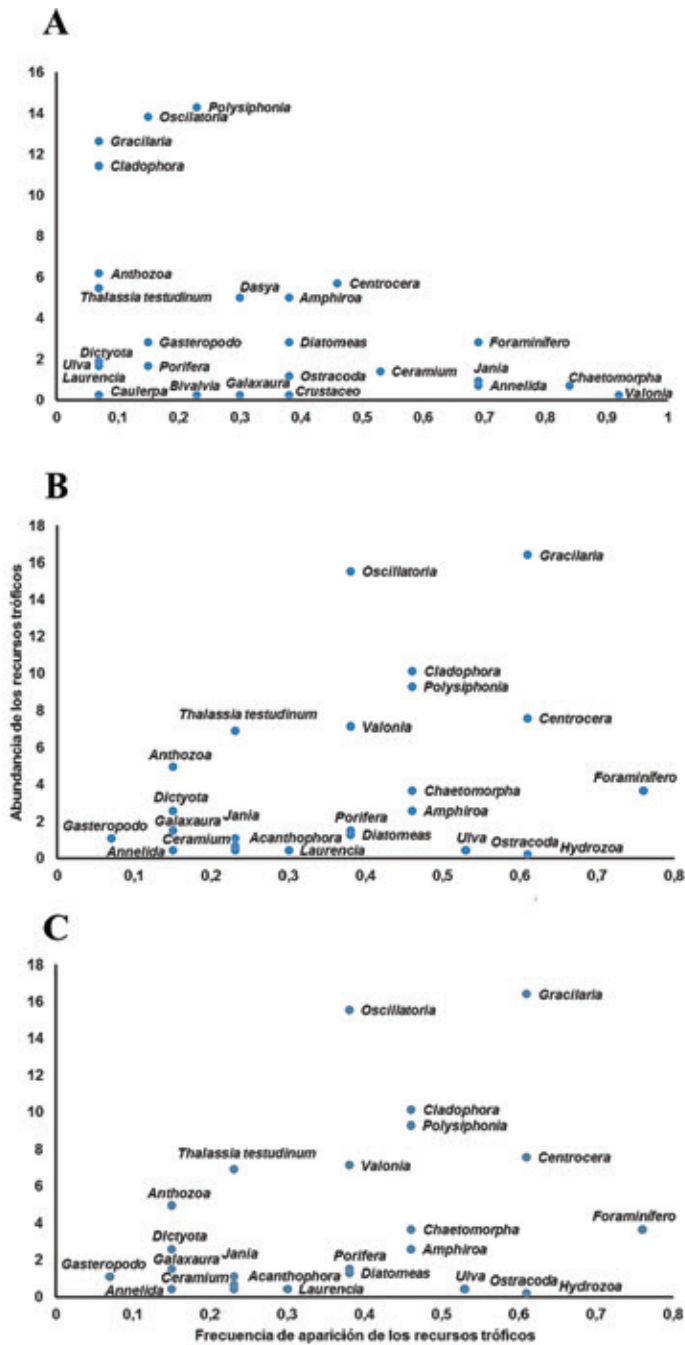 A
16
14
12
10
8
6
4
2
0
Polysiphonia
Oscilatoria
Gracilaria
Cladophora
Anthozoa
Thalassia testudinum
Dasya
Centrocera
Amphiroa
Gasteropodo
Diatomeas
Foraminífero
Dictyota
Ulva
Porifera
Laurencia
Ostracoda
Ceramium
Jania
Annelida
Chaetomorpha
Caulerpa
Bivalvia
Galaxaura
Crustaceo
Valonia
0 0,1 0,2 0,3 0,4 0,5 0,6 0,7 0,8 0,9 1
B
Abundancia de los recursos tróficos
18
16
14
12
10
8
6
4
2
0
Oscillatoria
Gracilaria
Cladophora
Polysiphonia
Thalassia testudinum
Valonia
Centrocera
Anthozoa
Chaetomorpha
Foraminífero
Dictyota
Amphiroa
Gasteropodo
Galaxaura
Jania
Porifera
Ceramium
Acanthophora
Diatomeas
Ulva
Ostracoda
Hydrozoa
Annelida
Laurencia
0 0,1 0,2 0,3 0,4 0,5 0,6 0,7 0,8
C
18
16
14
12
10
8
6
4
2
0
Oscillatoria
Gracilaria
Cladophora
Polysiphonia
Thalassia testudinum
Valonia
Centrocera
Anthozoa
Chaetomorpha
Foraminífero
Dictyota
Amphiroa
Gasteropodo
Galaxaura
Jania
Porifera
Ceramium
Acanthophora
Diatomeas
Ulva
Ostracoda
Hydrozoa
Annelida
Laurencia
0 0,1 0,2 0,3 0,4 0,5 0,6 0,7 0,8
Frecuencia de aparición de los recursos tróficos